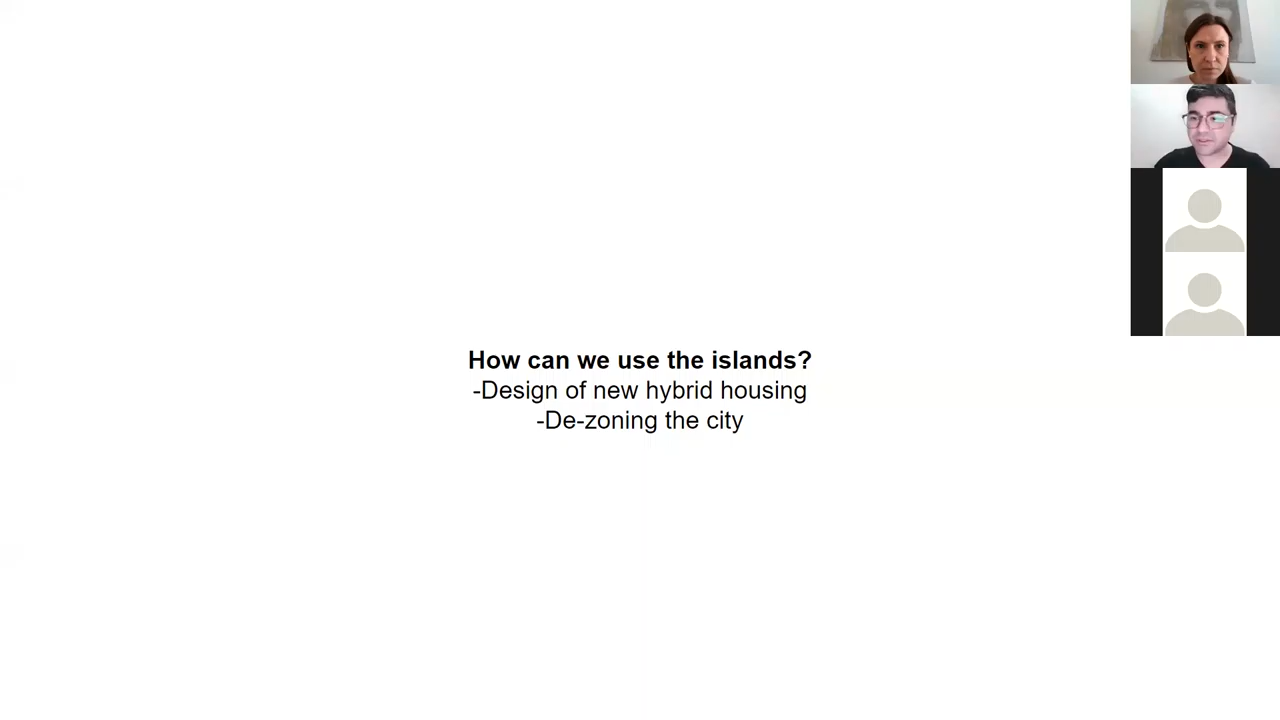 How can we use the islands?
-Design of new hybrid housing
-De-zoning the city